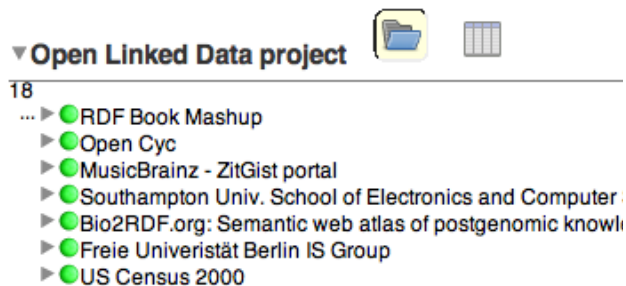 Open Linked Data project
18
... RDF Book Mashup
Open Cyc
MusicBrainz - ZitGist portal
Southampton Univ. School of Electronics and Computer
Bio2RDF.org: Semantic web atlas of postgenomic knowl
Freie Univeristät Berlin IS Group
US Census 2000